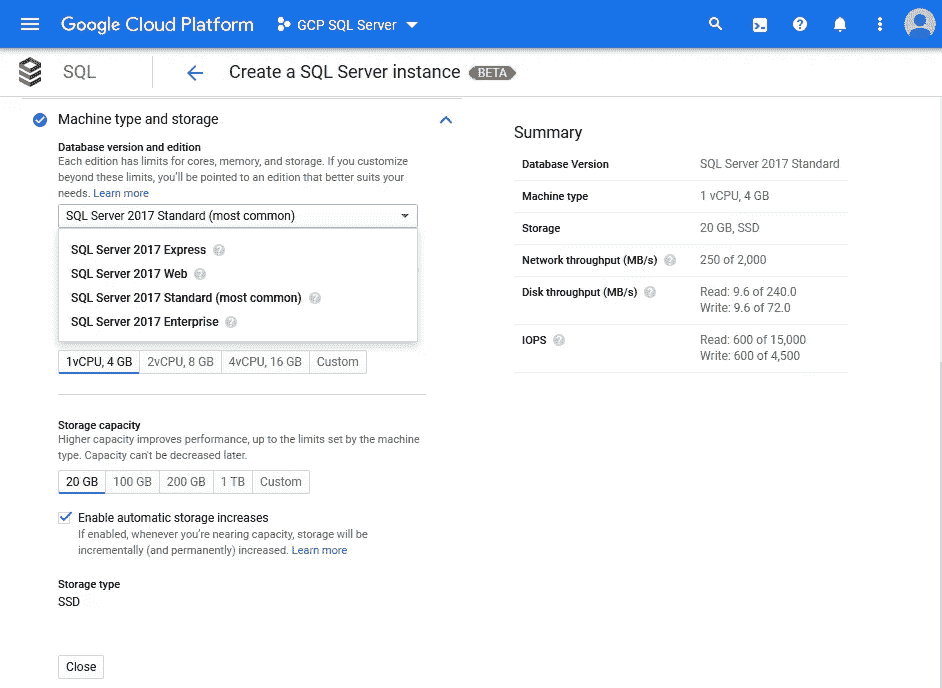 Google Cloud Platform GCP SQL Server
SQL Create a SQL Server instance BETA
Machine type and storage
Database version and edition
Each edition has limits for cores, memory, and storage. If you customize
beyond these limits, you'll be pointed to an edition that better suits your
needs. Learn more
SQL Server 2017 Standard (most common)
SQL Server 2017 Express
SQL Server 2017 Web
SQL Server 2017 Standard (most common)
SQL Server 2017 Enterprise
1vCPU, 4 GB 2vCPU, 8 GB 4vCPU, 16 GB Custom
Storage capacity
Higher capacity improves performance, up to the limits set by the machine
type. Capacity can't be decreased later.
20 GB 100 GB 200 GB 1 TB Custom
Enable automatic storage increases
If enabled, whenever you're nearing capacity, storage will be
incrementally (and permanently) increased. Learn more
Storage type
SSD
Close
Summary
Database Version SQL Server 2017 Standard
Machine type 1 vCPU, 4 GB
Storage 20 GB, SSD
Network throughput (MB/s) 250 of 2,000
Disk throughput (MB/s) Read: 9.6 of 240.0
Write: 9.6 of 72.0
IOPS Read: 600 of 15,000
Write: 600 of 4,500